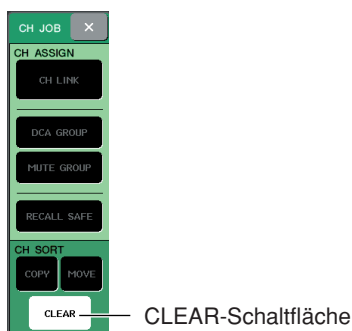 CH JOB ×
CH ASSIGN
CH LINK
DCA GROUP
MUTE GROUP
RECALL SAFE
CH SORT
COPY MOVE
CLEAR CLEAR-Schaltfläche